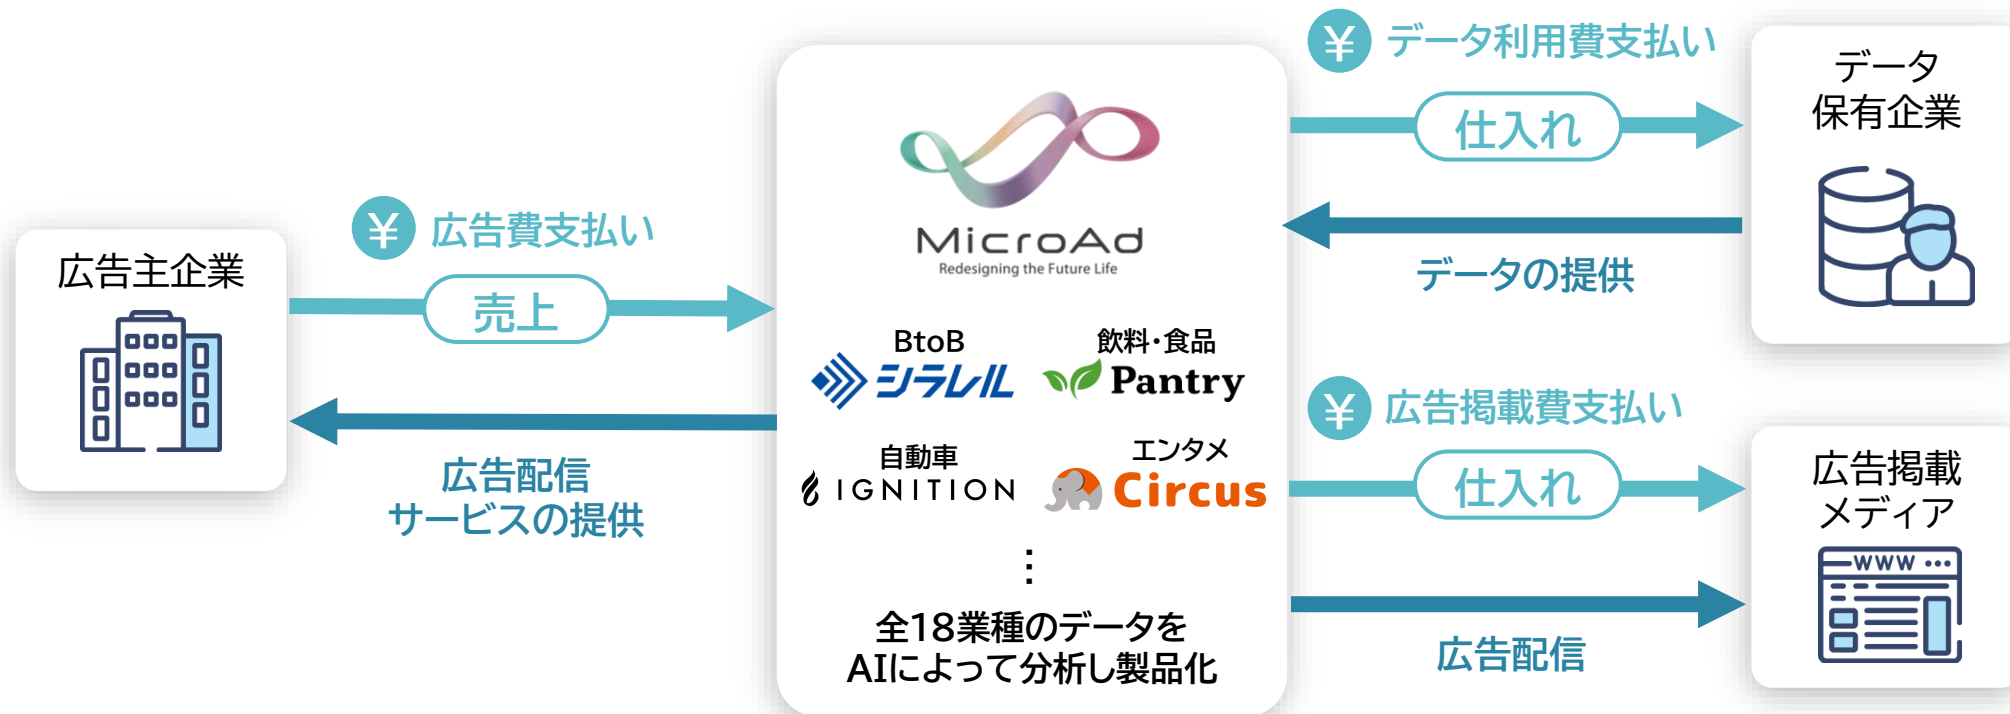 広告主企業
¥ 広告費支払い
売上
広告配信
サービスの提供
MicroAd
Redesigning the Future Life
BtoB
シラレル
飲料・食品
Pantry
自動車
IGNITION
エンタメ
Circus
⋮
全18業種のデータを
AIによって分析し製品化
¥ データ利用費支払い
仕入れ
データの提供
データ
保有企業
¥ 広告掲載費支払い
仕入れ
広告配信
広告掲載
メディア
WWW